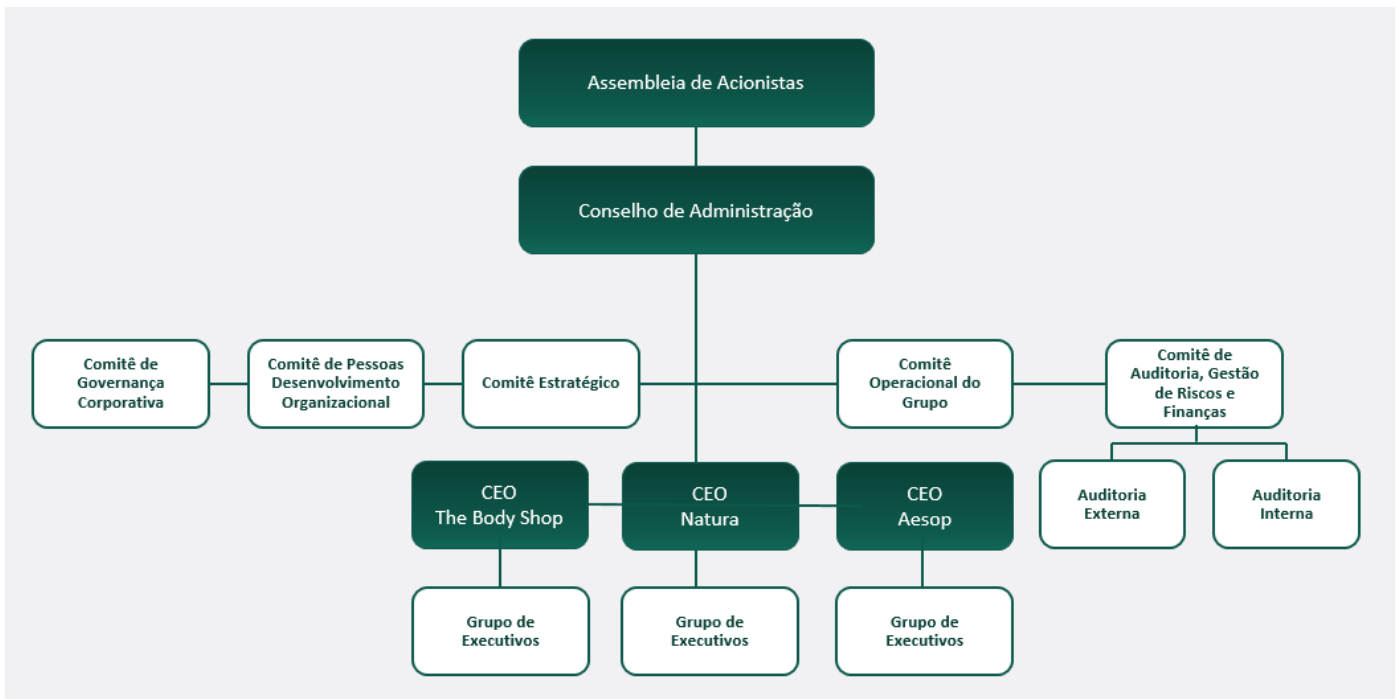 Assembleia de Acionistas
Conselho de Administração
Comitê de
Governança
Corporativa
Comitê de Pessoas
Desenvolvimento
Organizacional
Comitê Estratégico
Comitê
Operacional do
Grupo
Comitê de
Auditoria, Gestão
de Riscos e
Finanças
CEO
The Body Shop
CEO
Natura
CEO
Aesop
Auditoria
Externa
Auditoria
Interna
Grupo de
Executivos
Grupo de
Executivos
Grupo de
Executivos